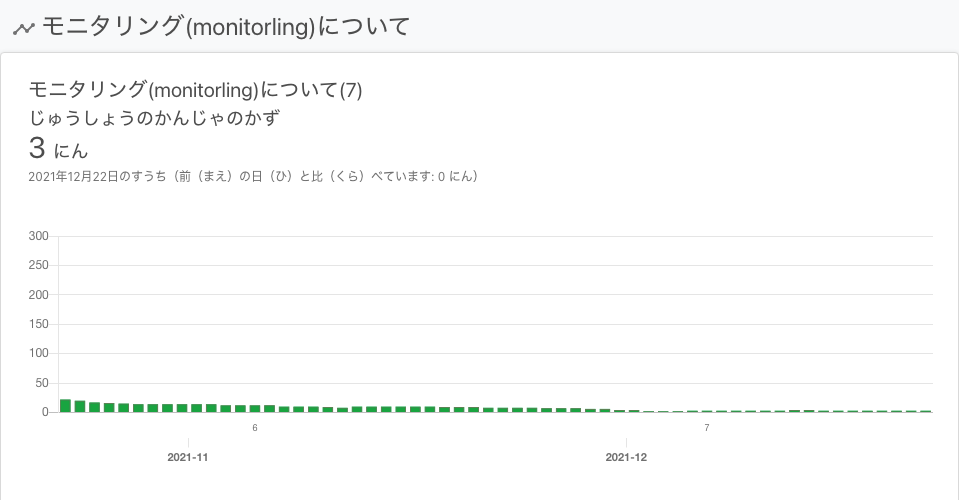 モニタリング(monitorling)について
モニタリング(monitorling)について(7)
じゅうしょうのかんじゃのかず
3 にん
2021年12月22日のすうち（前（まえ）の日（ひ）と比（くら）べています: 0 にん）
300
250
200
150
100
50
0
6 7
2021-11 2021-12